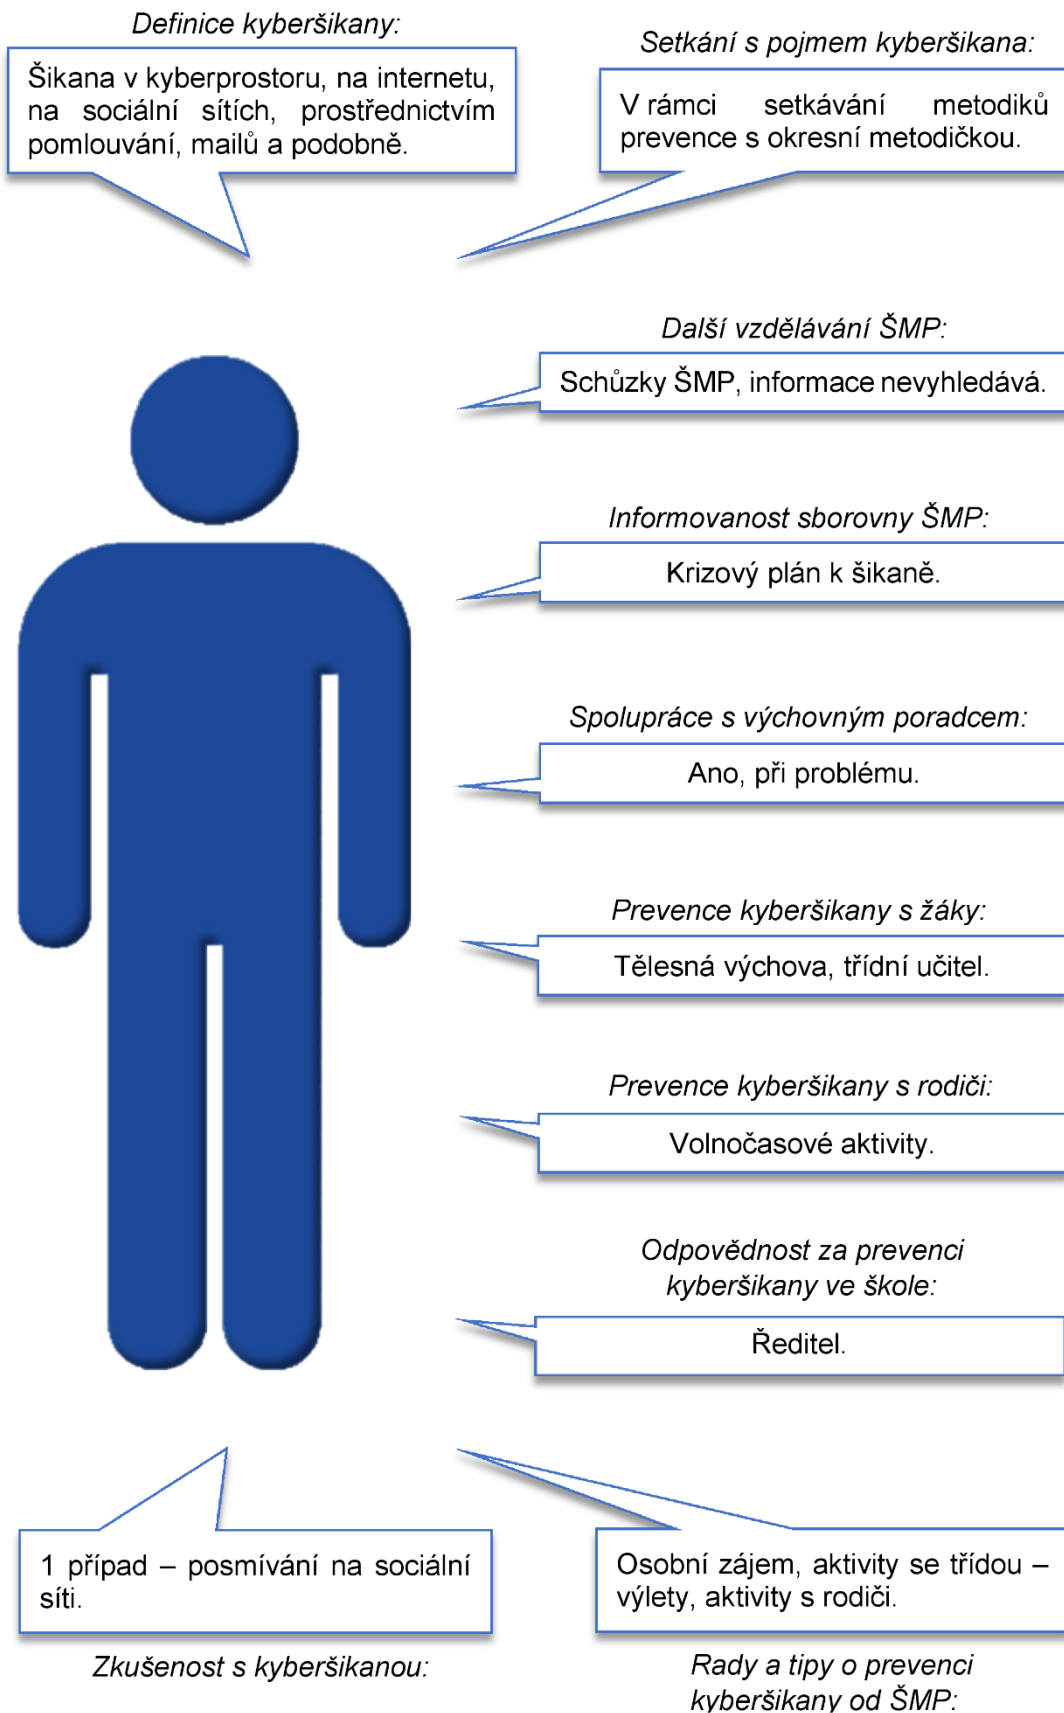 Definice kyberšikany:
Šikana v kyberprostoru, na internetu,
na sociální sítích, prostřednictvím
pomlouvání, mailů a podobně.
Setkání s pojmem kyberšikana:
V rámci setkávání metodiků
prevence s okresní metodičkou.
Další vzdělávání ŠMP:
Schůzky ŠMP, informace nevyhledává.
Informovanost sborovny ŠMP:
Krizový plán k šikaně.
Spolupráce s výchovným poradcem:
Ano, při problému.
Prevence kyberšikany s žáky:
Tělesná výchova, třídní učitel.
Prevence kyberšikany s rodiči:
Volnočasové aktivity.
Odpovědnost za prevenci
kyberšikany ve škole:
Ředitel.
1 případ – posmívání na sociální
síti.
Zkušenost s kyberšikanou:
Osobní zájem, aktivity se třídou –
výlety, aktivity s rodiči.
Rady a tipy o prevenci
kyberšikany od ŠMP: